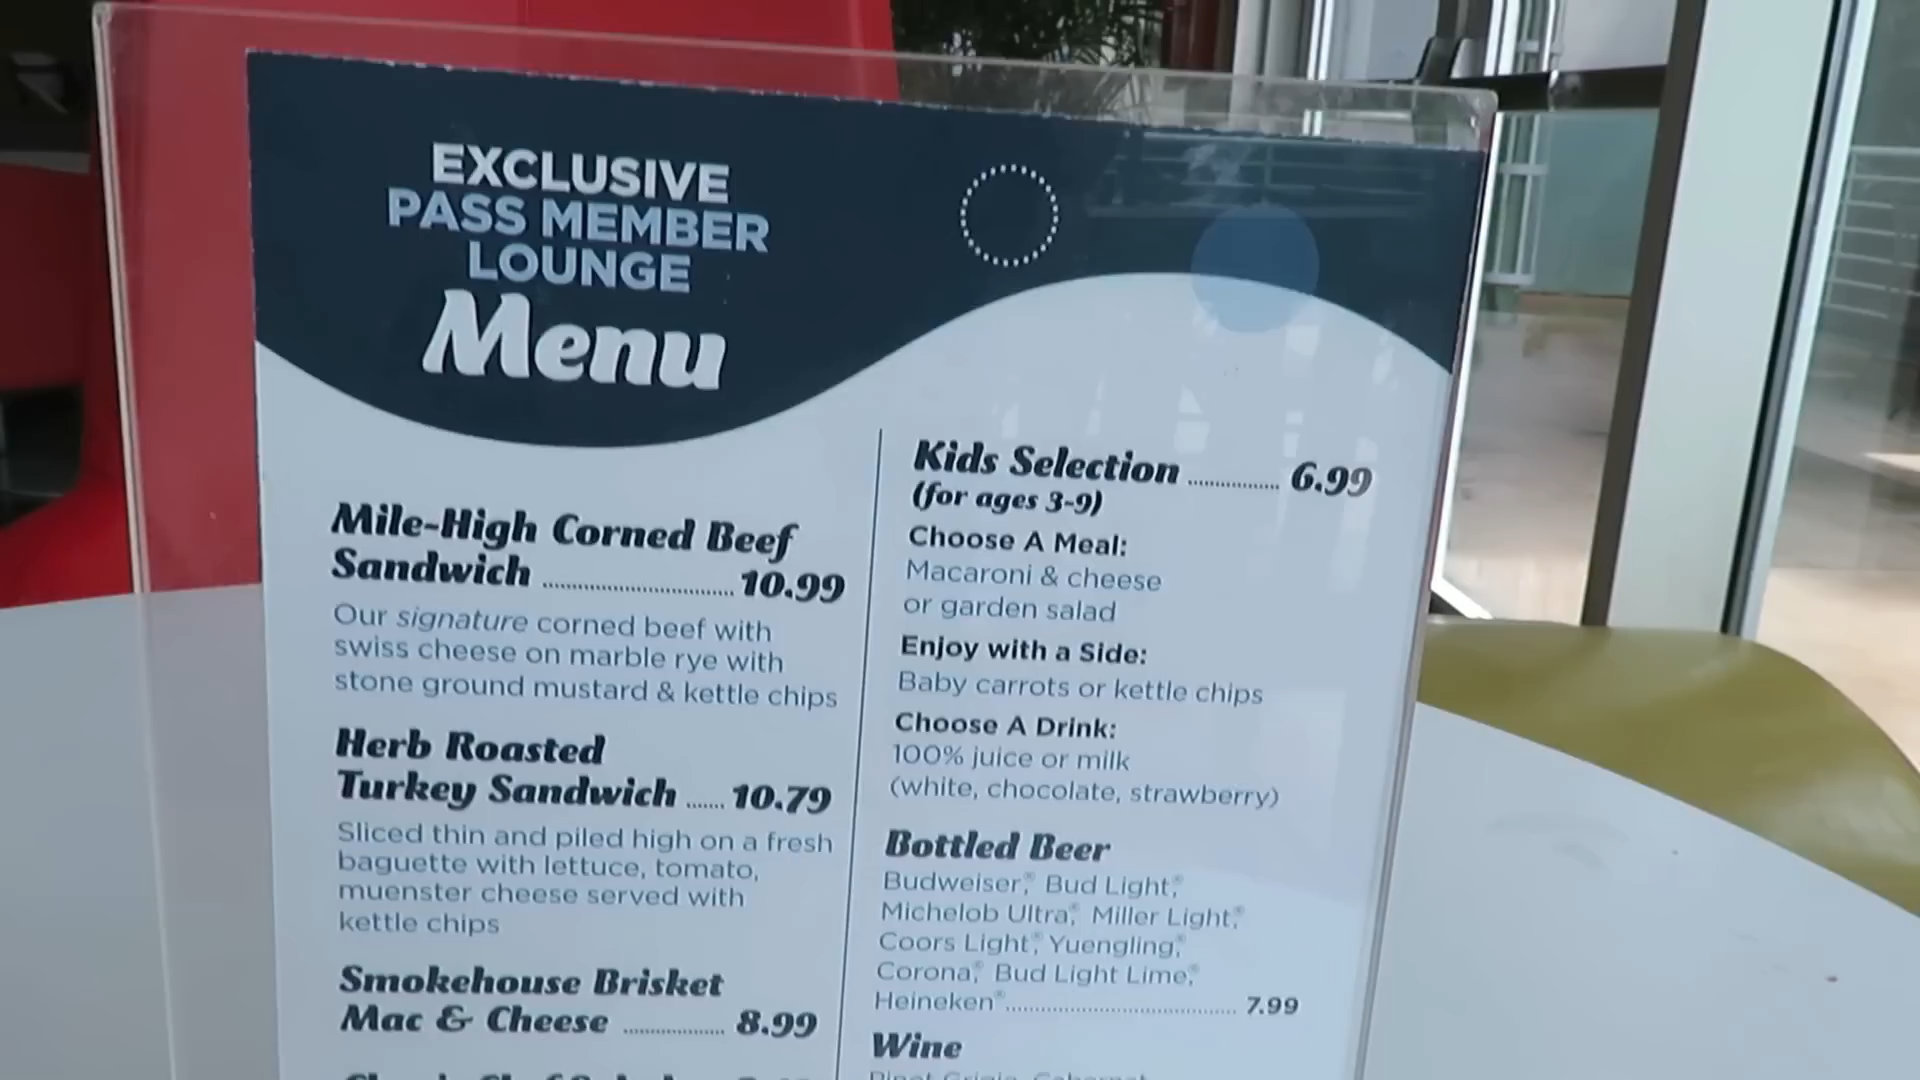 EXCLUSIVE
PASS MEMBER
LOUNGE
Menu
Mile-High Corned Beef
Sandwich ........................ 10.99
Our signature corned beef with
swiss cheese on marble rye with
stone ground mustard & kettle chips
Herb Roasted
Turkey Sandwich ...... 10.79
Sliced thin and piled high on a fresh
baguette with lettuce, tomato,
muenster cheese served with
kettle chips
Smokehouse Brisket
Mac & Cheese ................ 8.99
Kids Selection ............... 6.99
(for ages 3-9)
Choose A Meal:
Macaroni & cheese
or garden salad
Enjoy with a Side:
Baby carrots or kettle chips
Choose A Drink:
100% juice or milk
(white, chocolate, strawberry)
Bottled Beer
Budweiser,® Bud Light,®
Michelob Ultra,® Miller Light,®
Coors Light,® Yuengling,®
Corona,® Bud Light Lime,®
Heineken®........................................ 7.99
Wine